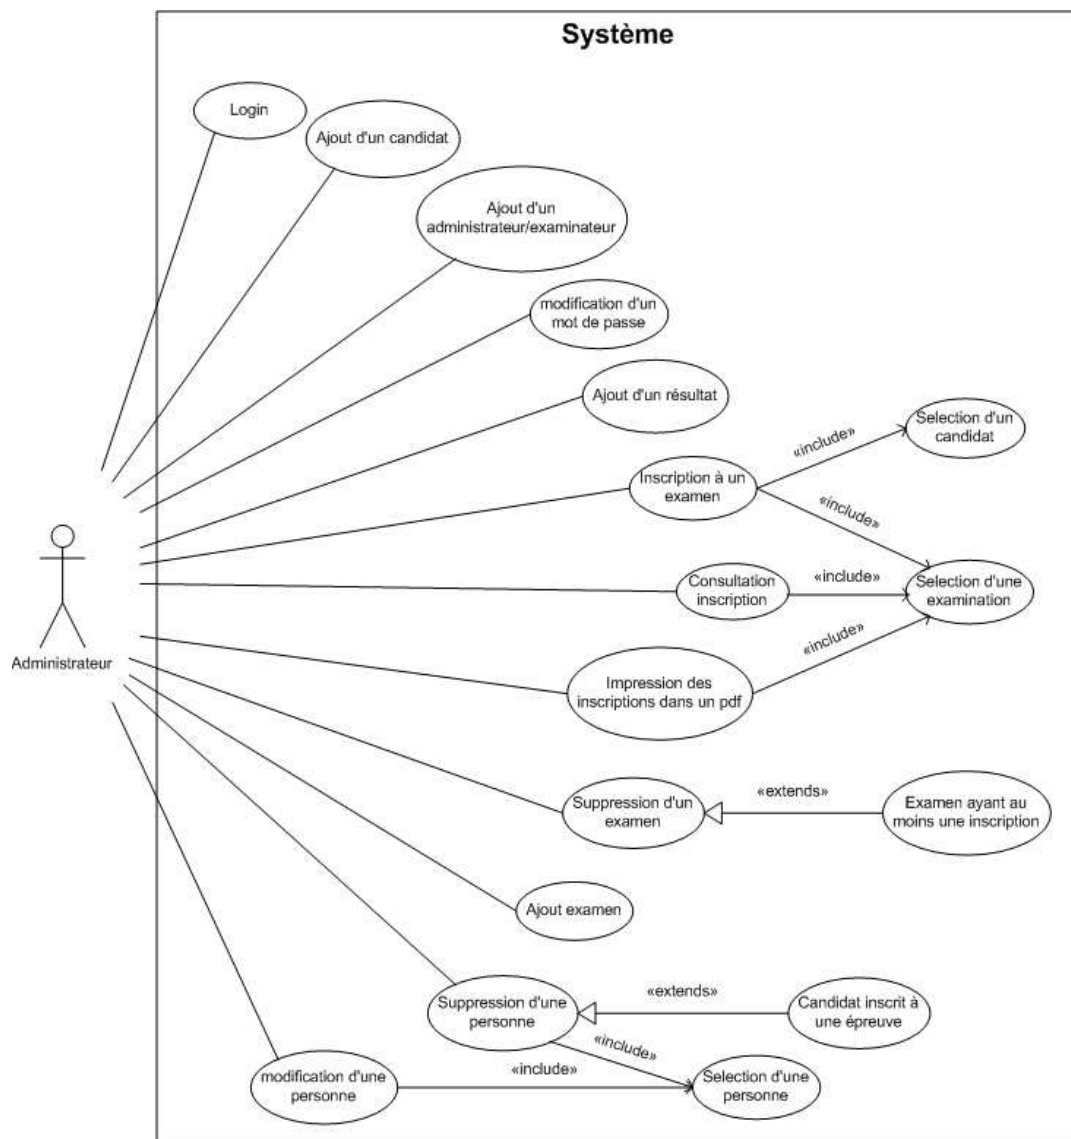 Système
Login
Ajout d'un candidat
Ajout d'un
administrateur/examinateur
modification d'un
mot de passe
Ajout d'un résultat
Selection d'un
candidat
«include»
Inscription à un
examen
«include»
Consultation
inscription
«include»
Selection d'une
examination
«include»
Administrateur
Impression des
inscriptions dans un pdf
Suppression d'un
examen
«extends»
Examen ayant au
moins une inscription
Ajout examen
Suppression d'une
personne
«extends»
Candidat inscrit à
une épreuve
«include»
modification d'une
personne
«include»
Selection d'une
personne